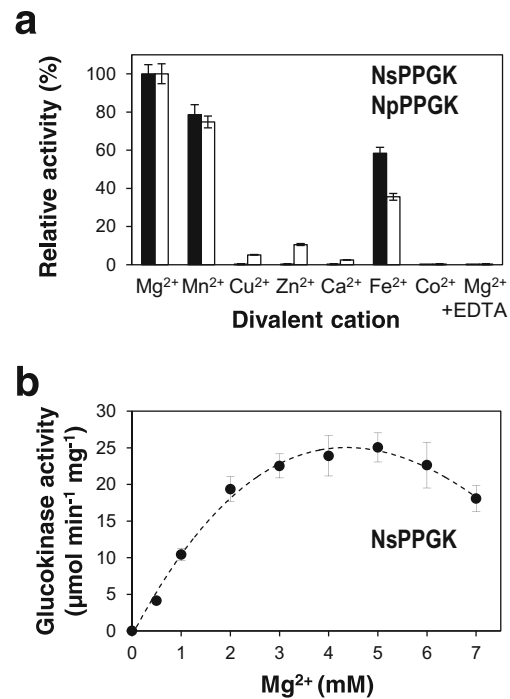 a
Relative activity (%)
100
80
60
40
20
0
NsPPGK
NpPPGK
Mg²⁺ Mn²⁺ Cu²⁺ Zn²⁺ Ca²⁺ Fe²⁺ Co²⁺ Mg²⁺
+EDTA
Divalent cation
b
Glucokinase activity
(µmol min⁻¹ mg⁻¹)
30
25
20
15
10
5
0
NsPPGK
0 1 2 3 4 5 6 7
Mg²⁺ (mM)